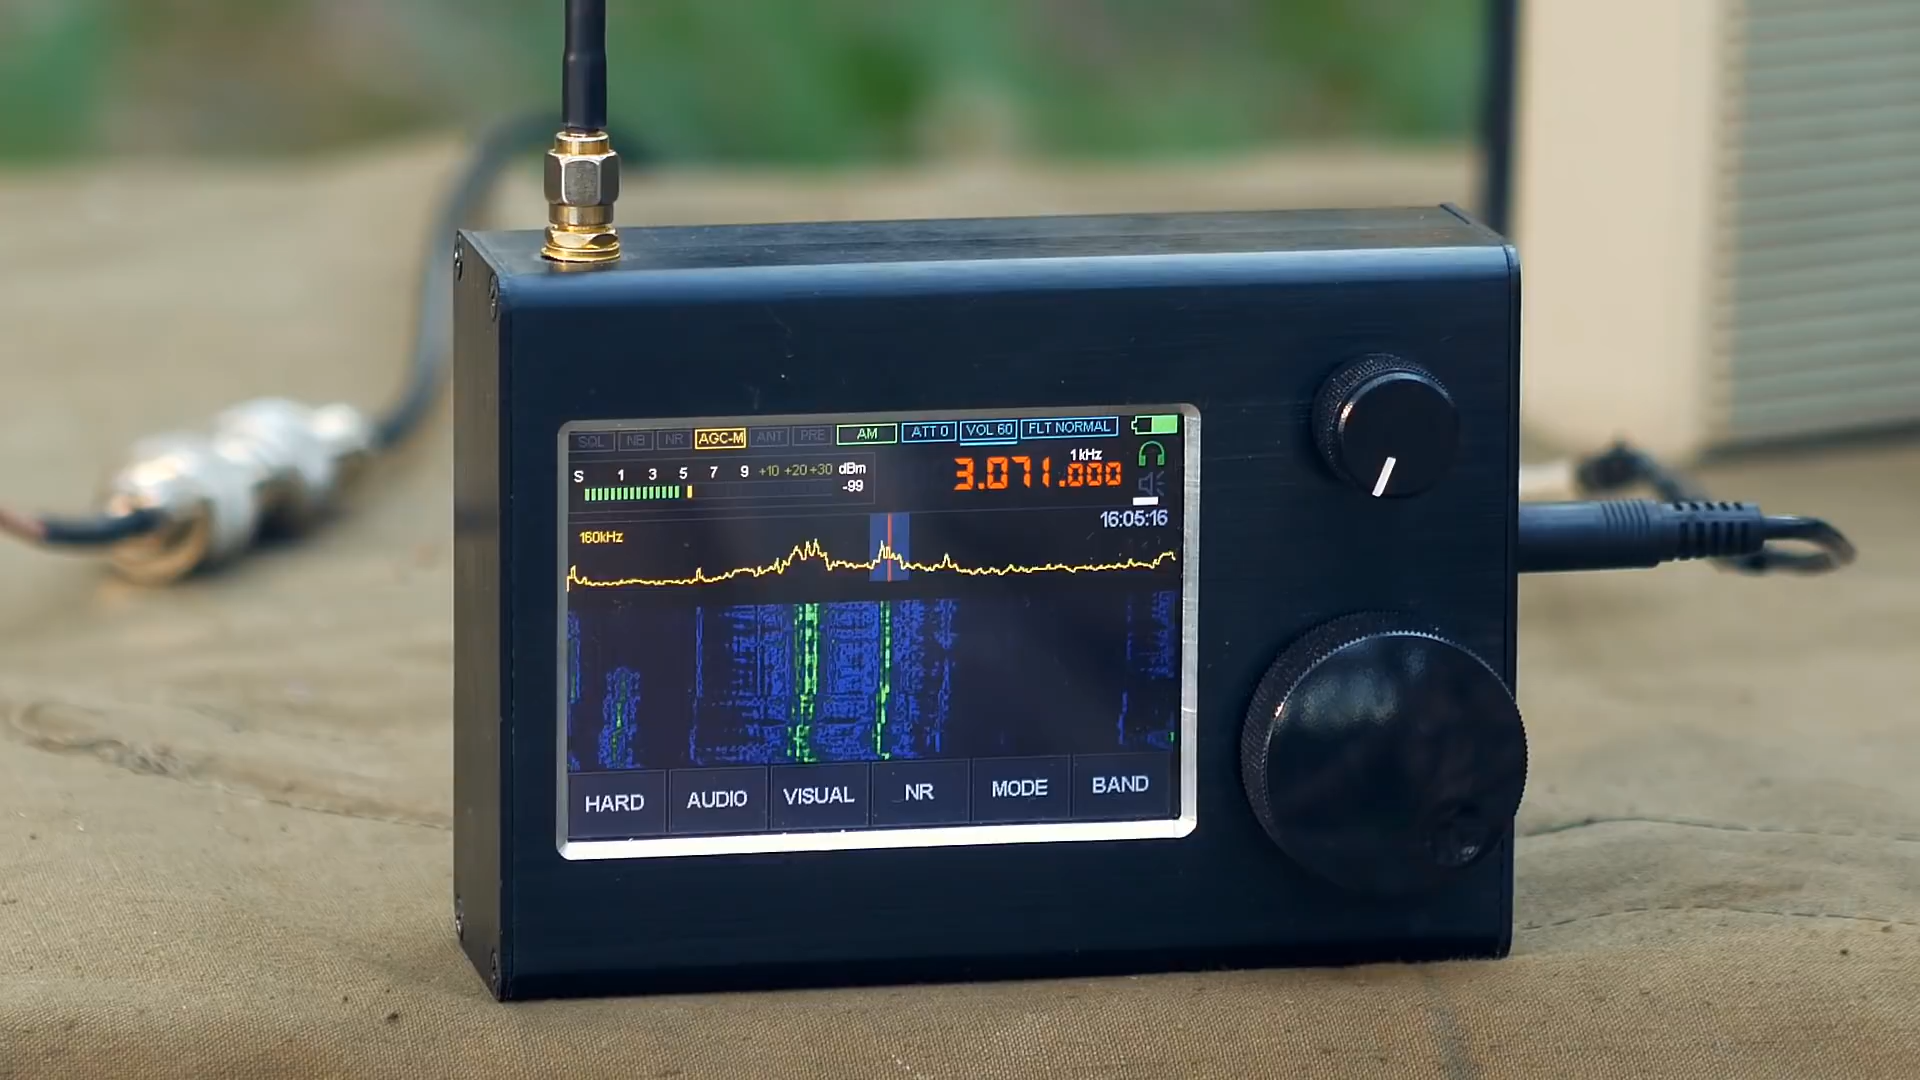 SQL NB NR AGC-M ANT PRE AM ATT 0 VOL 60 FLT NORMAL
S 1 3 5 7 9 +10 +20 +30 dBm
-99
1kHz
3.071.000
16:05:16
160kHz
HARD AUDIO VISUAL NR MODE BAND